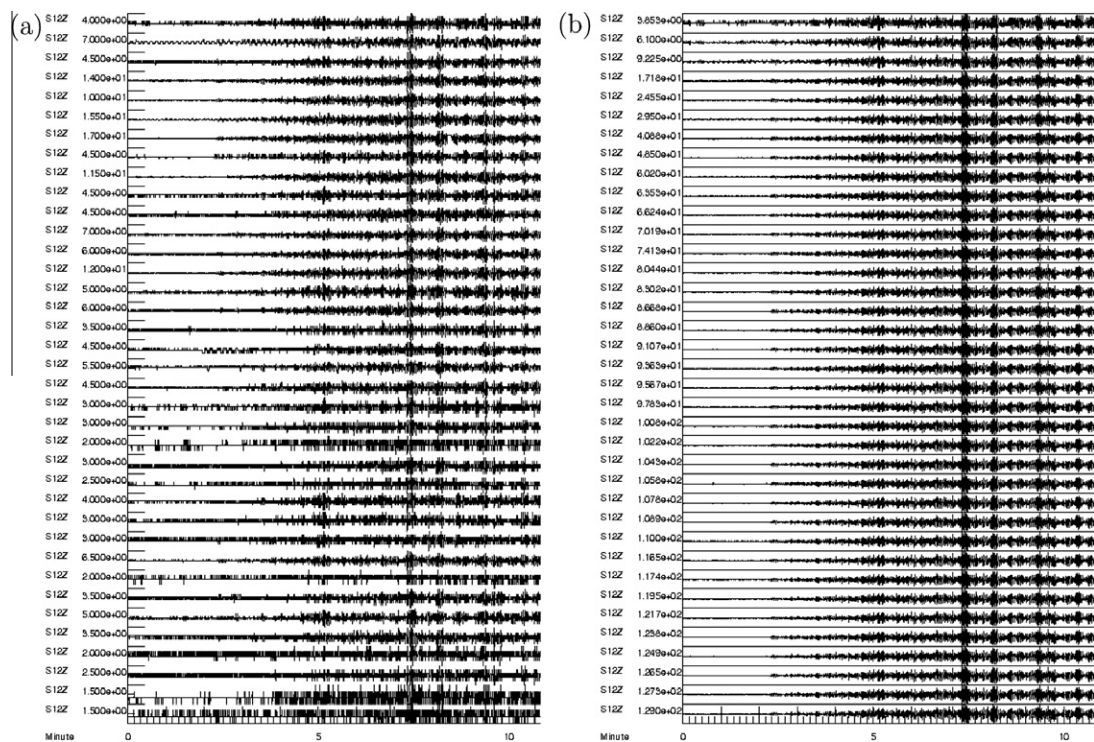 (a)
S12Z 4.000e+00
S12Z 7.000e+00
S12Z 4.500e+00
S12Z 1.400e+01
S12Z 1.000e+01
S12Z 1.550e+01
S12Z 1.700e+01
S12Z 4.500e+00
S12Z 1.150e+01
S12Z 4.500e+00
S12Z 4.500e+00
S12Z 7.000e+00
S12Z 6.000e+00
S12Z 1.200e+01
S12Z 5.000e+00
S12Z 6.000e+00
S12Z 3.500e+00
S12Z 4.500e+00
S12Z 5.500e+00
S12Z 4.500e+00
S12Z 3.000e+00
S12Z 3.000e+00
S12Z 2.000e+00
S12Z 3.000e+00
S12Z 2.500e+00
S12Z 4.000e+00
S12Z 3.000e+00
S12Z 3.000e+00
S12Z 6.500e+00
S12Z 2.000e+00
S12Z 3.500e+00
S12Z 5.000e+00
S12Z 3.500e+00
S12Z 2.000e+00
S12Z 2.500e+00
S12Z 1.500e+00
S12Z 1.500e+00
Minute 0 5 10
(b)
S12Z 3.853e+00
S12Z 6.100e+00
S12Z 9.225e+00
S12Z 1.718e+01
S12Z 2.455e+01
S12Z 2.950e+01
S12Z 4.088e+01
S12Z 4.850e+01
S12Z 6.020e+01
S12Z 6.353e+01
S12Z 6.624e+01
S12Z 7.019e+01
S12Z 7.413e+01
S12Z 8.044e+01
S12Z 8.302e+01
S12Z 8.668e+01
S12Z 8.860e+01
S12Z 9.107e+01
S12Z 9.363e+01
S12Z 9.587e+01
S12Z 9.783e+01
S12Z 1.008e+02
S12Z 1.022e+02
S12Z 1.043e+02
S12Z 1.058e+02
S12Z 1.078e+02
S12Z 1.089e+02
S12Z 1.100e+02
S12Z 1.165e+02
S12Z 1.174e+02
S12Z 1.195e+02
S12Z 1.217e+02
S12Z 1.238e+02
S12Z 1.249e+02
S12Z 1.265e+02
S12Z 1.273e+02
S12Z 1.290e+02
Minute 0 5 10